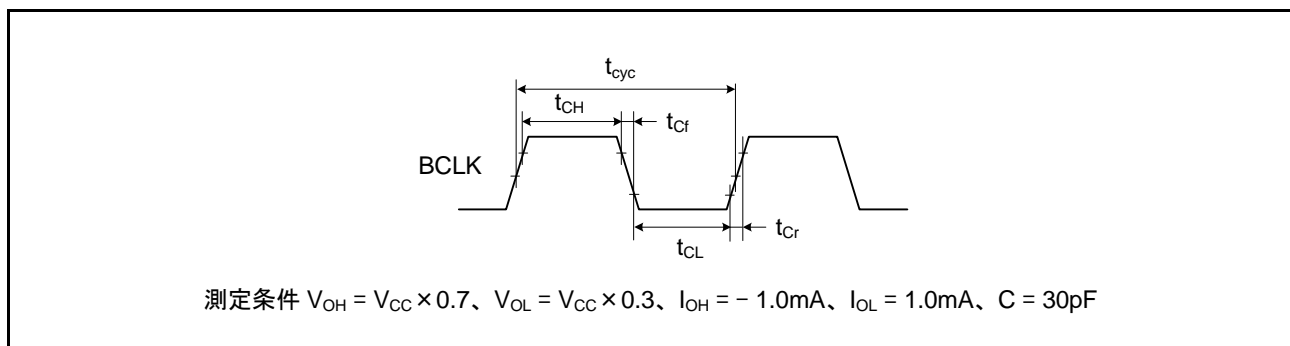 tcyc
tCH
tCf
BCLK
tCr
tCL
測定条件 VOH = VCC×0.7、VOL = VCC×0.3、IOH = − 1.0mA、IOL = 1.0mA、C = 30pF